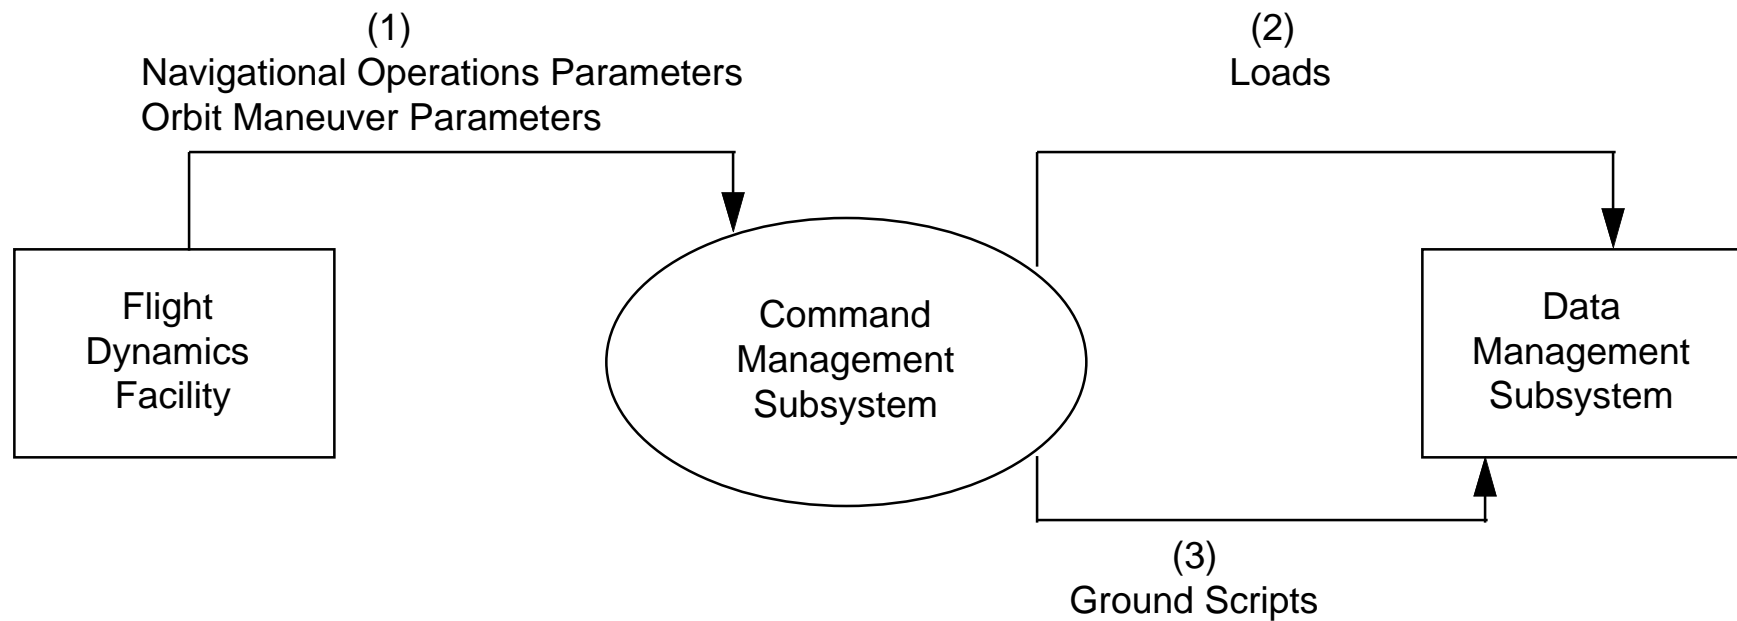 (1)
Navigational Operations Parameters
Orbit Maneuver Parameters
(2)
Loads
Flight
Dynamics
Facility
Command
Management
Subsystem
Data
Management
Subsystem
(3)
Ground Scripts